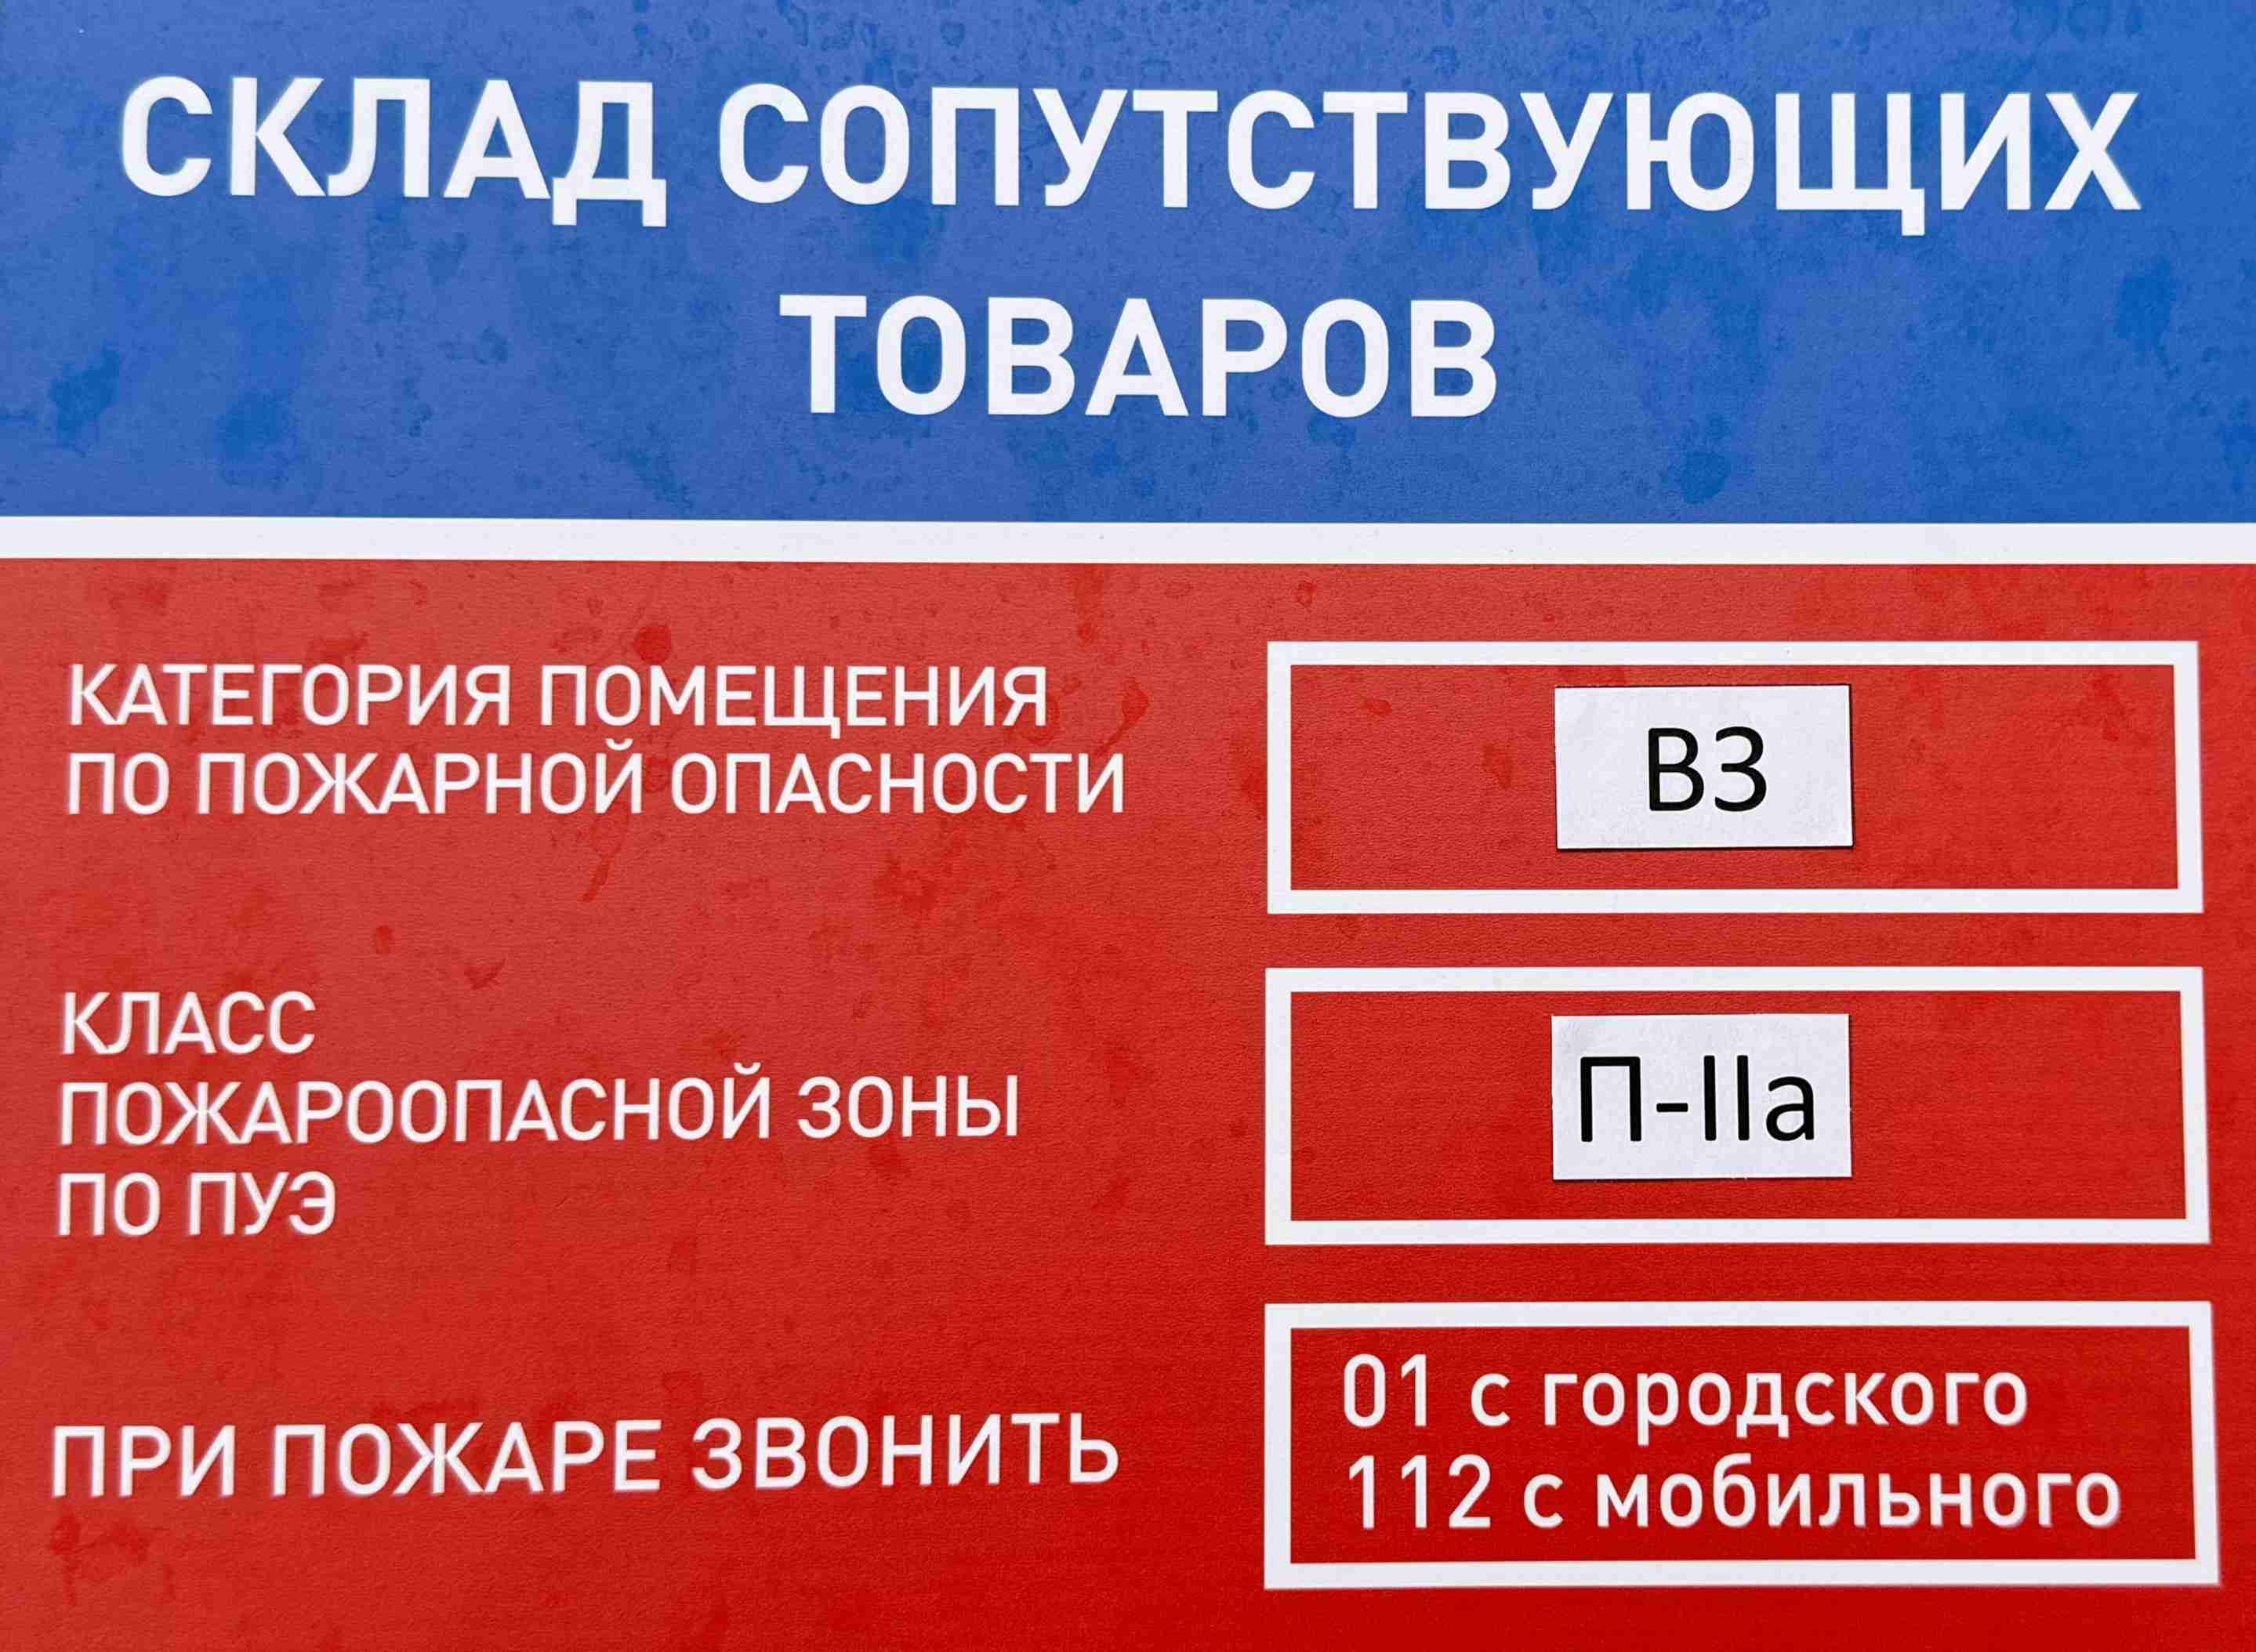 СКЛАД СОПУТСТВУЮЩИХ
ТОВАРОВ
КАТЕГОРИЯ ПОМЕЩЕНИЯ
ПО ПОЖАРНОЙ ОПАСНОСТИ
В3
КЛАСС
ПОЖАРООПАСНОЙ ЗОНЫ
ПО ПУЭ
П-IIа
ПРИ ПОЖАРЕ ЗВОНИТЬ
01 с городского
112 с мобильного